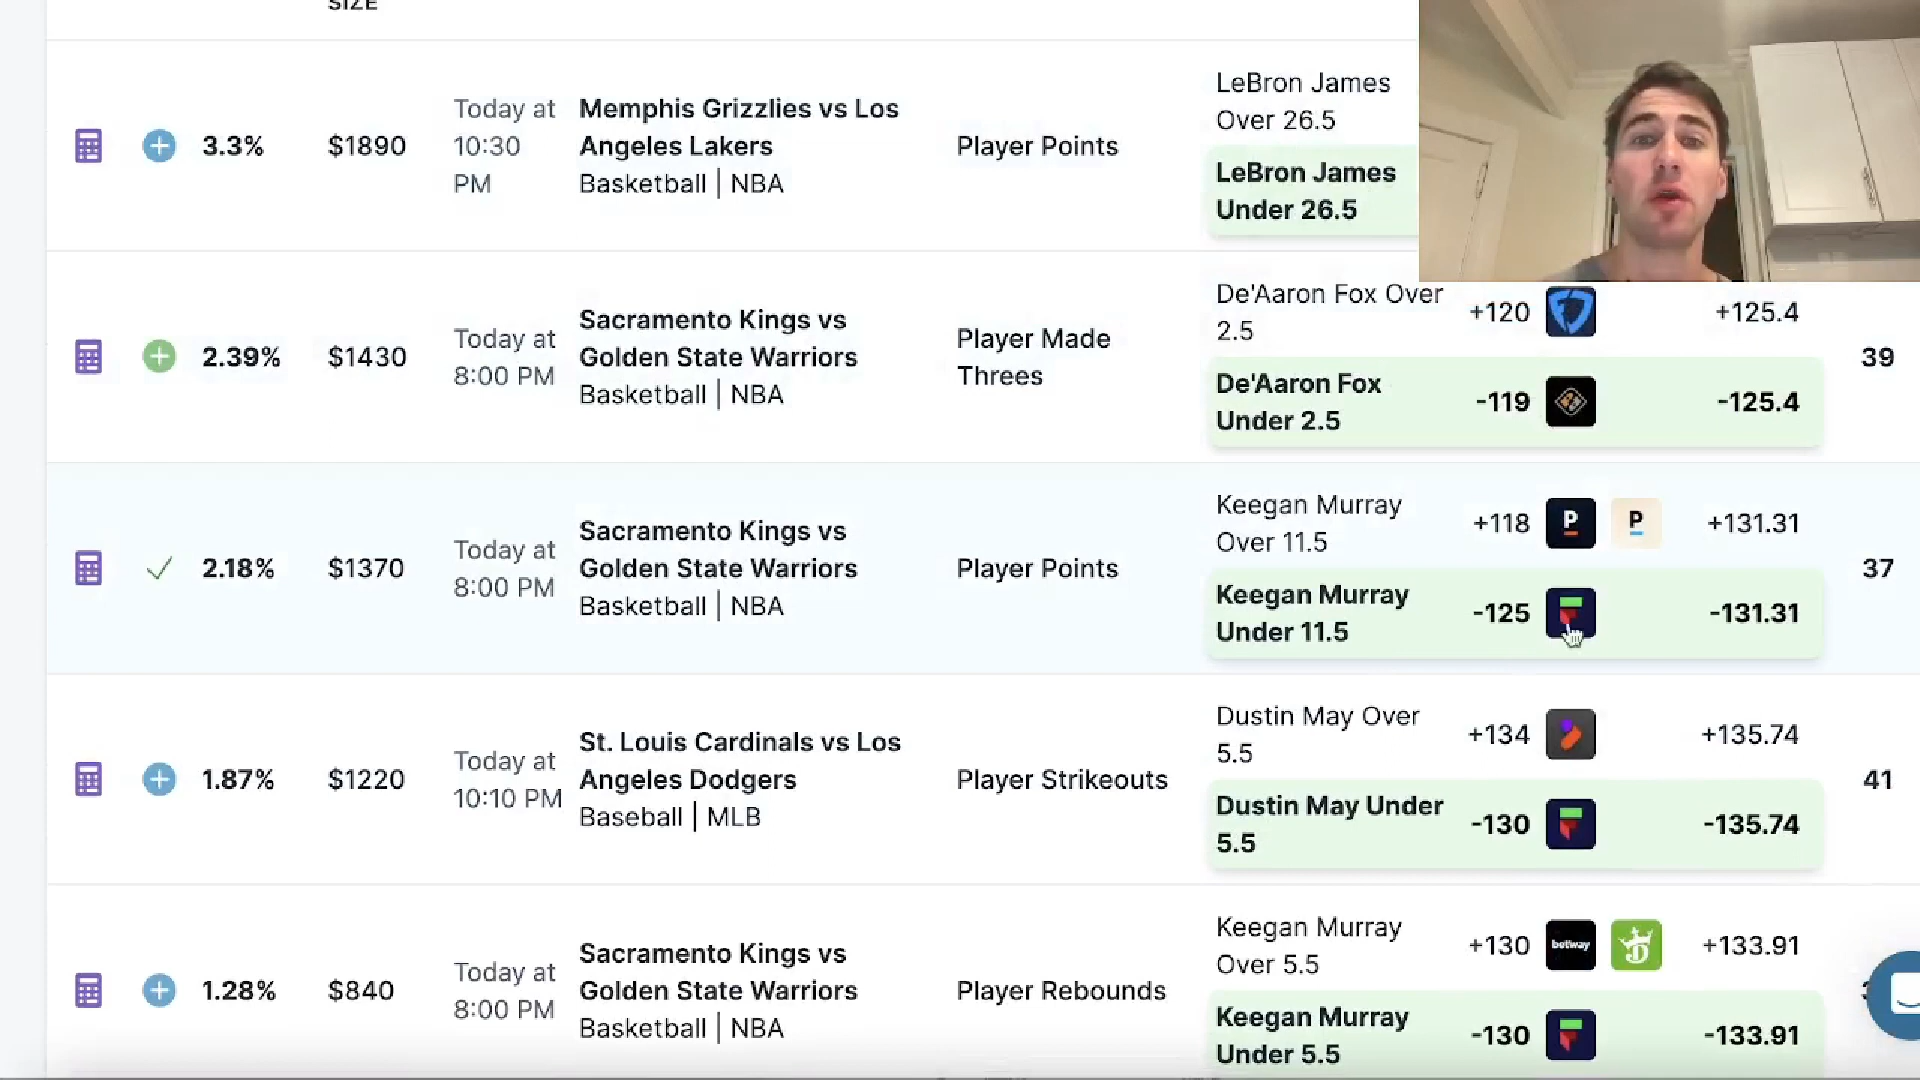 SIZE
3.3%
$1890
Today at
10:30
PM
Memphis Grizzlies vs Los
Angeles Lakers
Basketball | NBA
Player Points
LeBron James
Over 26.5
LeBron James
Under 26.5
2.39%
$1430
Today at
8:00 PM
Sacramento Kings vs
Golden State Warriors
Basketball | NBA
Player Made
Threes
De'Aaron Fox Over
2.5
+120
+125.4
De'Aaron Fox
Under 2.5
-119
-125.4
39
2.18%
$1370
Today at
8:00 PM
Sacramento Kings vs
Golden State Warriors
Basketball | NBA
Player Points
Keegan Murray
Over 11.5
+118
P
P
+131.31
Keegan Murray
Under 11.5
-125
-131.31
37
1.87%
$1220
Today at
10:10 PM
St. Louis Cardinals vs Los
Angeles Dodgers
Baseball | MLB
Player Strikeouts
Dustin May Over
5.5
+134
+135.74
Dustin May Under
5.5
-130
-135.74
41
1.28%
$840
Today at
8:00 PM
Sacramento Kings vs
Golden State Warriors
Basketball | NBA
Player Rebounds
Keegan Murray
Over 5.5
+130
betway
+133.91
Keegan Murray
Under 5.5
-130
-133.91